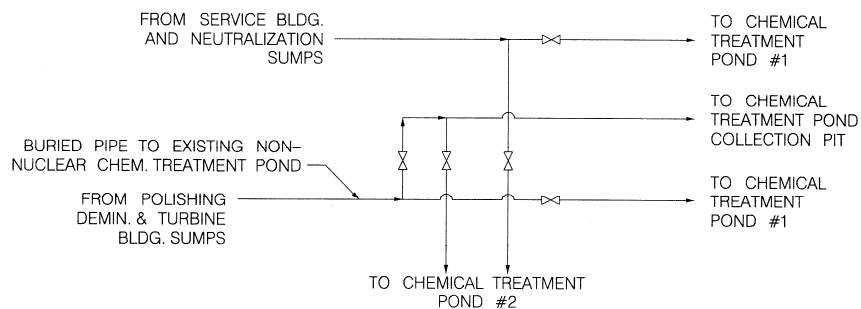 FROM SERVICE BLDG.
AND NEUTRALIZATION
SUMPS
TO CHEMICAL
TREATMENT
POND #1
TO CHEMICAL
TREATMENT POND
COLLECTION PIT
BURIED PIPE TO EXISTING NON-
NUCLEAR CHEM. TREATMENT POND
FROM POLISHING
DEMIN. & TURBINE
BLDG. SUMPS
TO CHEMICAL
TREATMENT
POND #1
TO CHEMICAL TREATMENT
POND #2